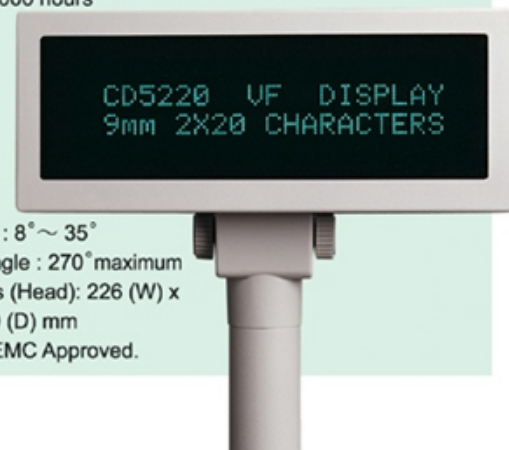 000 hours
CD5220 VF DISPLAY
9mm 2X20 CHARACTERS
: 8°～ 35°
gle : 270°maximum
s (Head): 226 (W) x
(D) mm
EMC Approved.